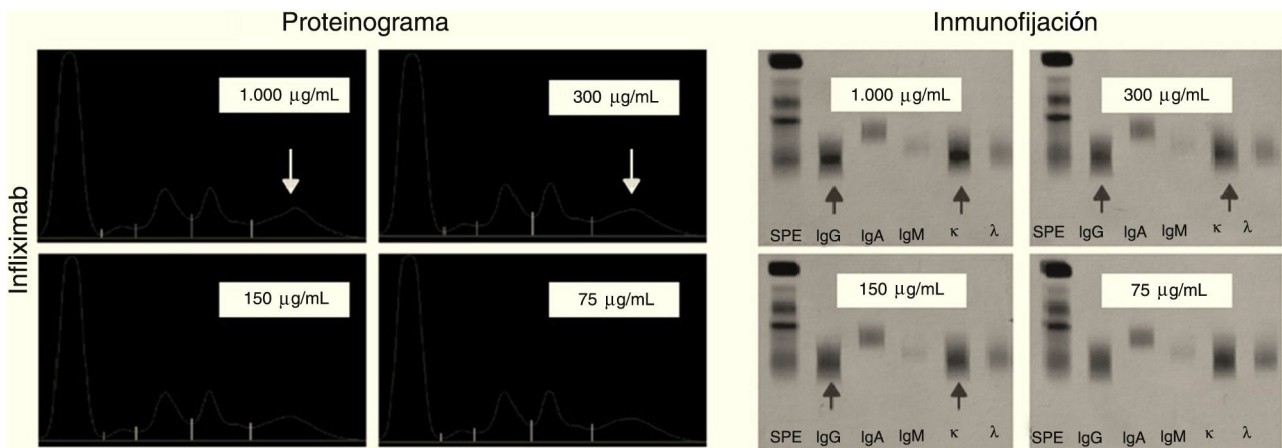 Proteinograma
Inmunofijación
Infliximab
1.000 μg/mL
300 μg/mL
150 μg/mL
75 μg/mL
1.000 μg/mL
SPE IgG IgA IgM κ λ
300 μg/mL
SPE IgG IgA IgM κ λ
150 μg/mL
SPE IgG IgA IgM κ λ
75 μg/mL
SPE IgG IgA IgM κ λ